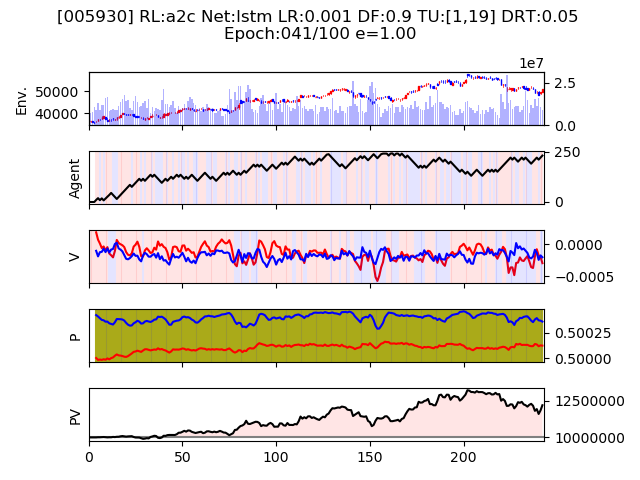 [005930] RL:a2c Net:lstm LR:0.001 DF:0.9 TU:[1,19] DRT:0.05
Epoch:041/100 e=1.00
1e7
Env.
50000
40000
2.5
0.0
Agent
250
0
V
0.0000
−0.0005
P
0.50025
0.50000
PV
12500000
10000000
0 50 100 150 200